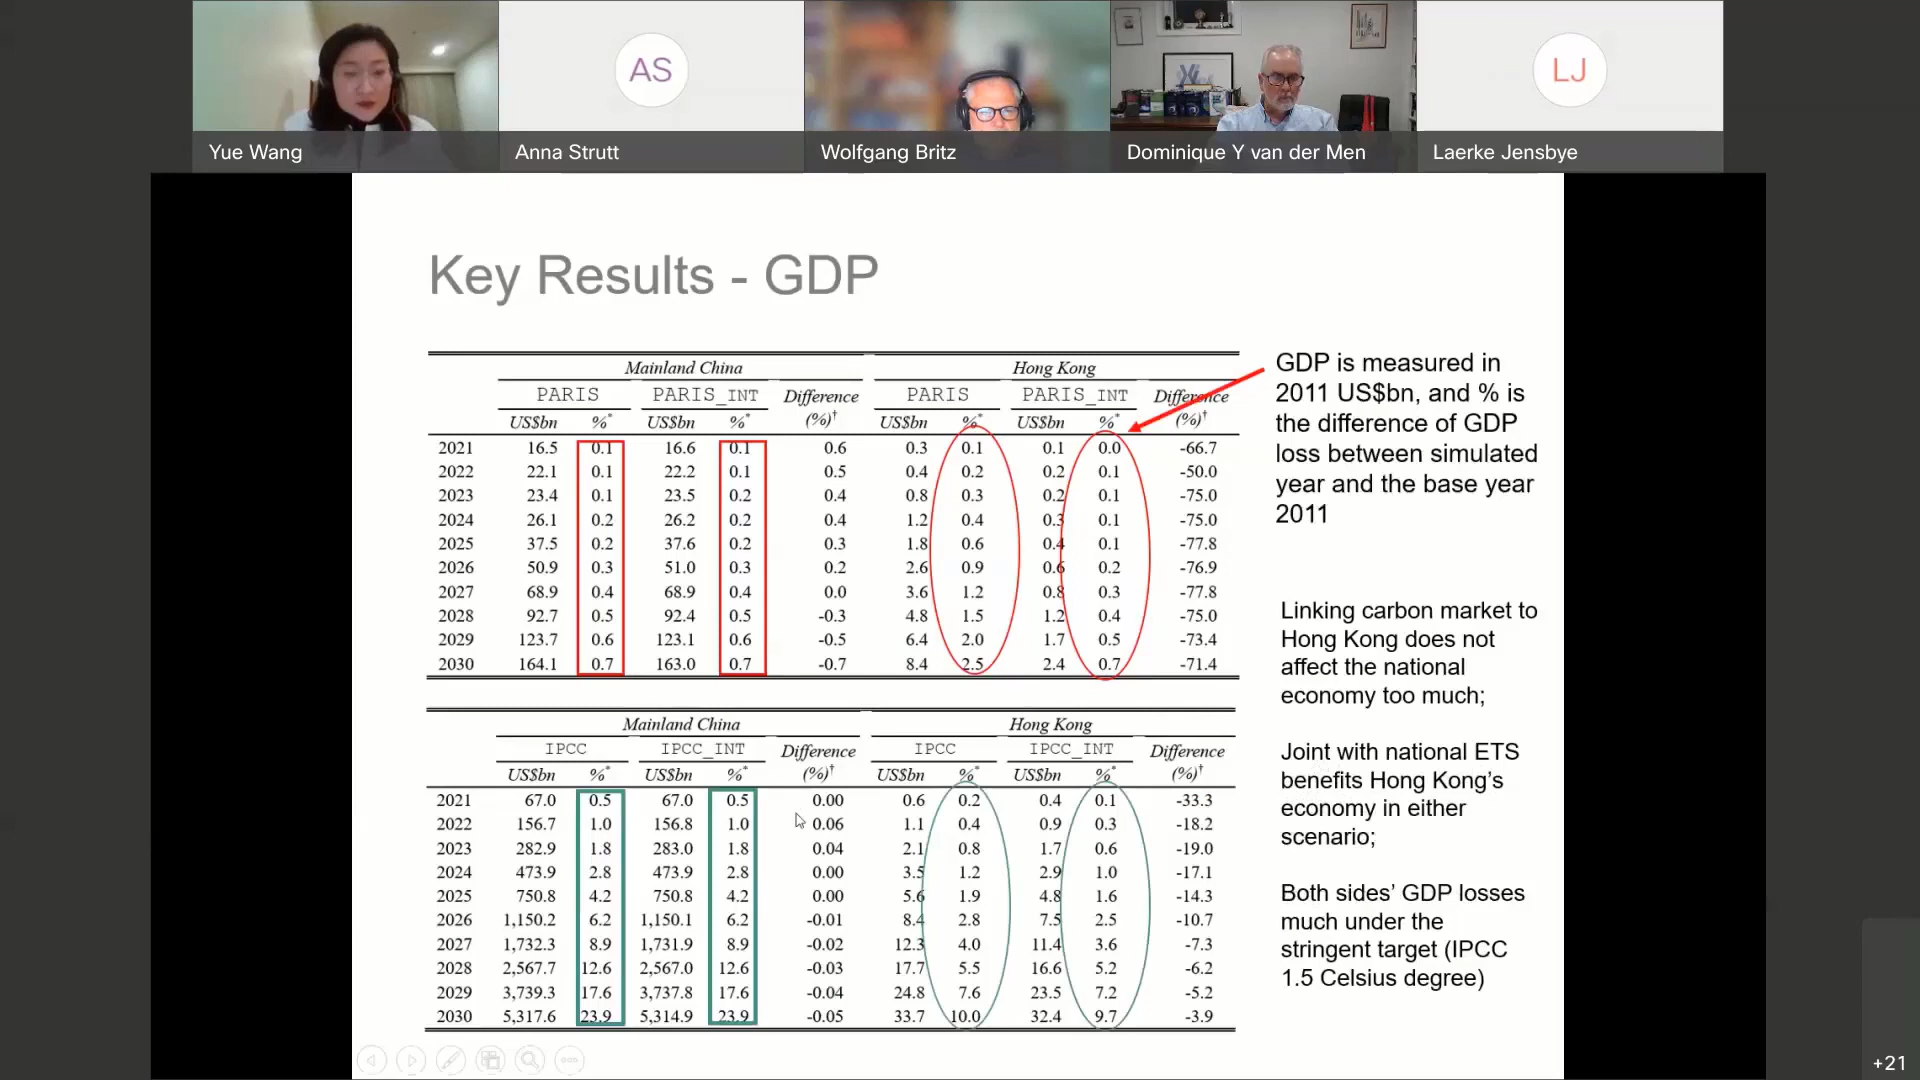 AS
LJ
Yue Wang
Anna Strutt
Wolfgang Britz
Dominique Y van der Men
Laerke Jensbye
Key Results - GDP
Mainland China Hong Kong
PARIS PARIS_INT Difference PARIS PARIS_INT Difference
US$bn %* US$bn %* (%)† US$bn %* US$bn %* (%)†
2021 16.5 0.1 16.6 0.1 0.6 0.3 0.1 0.1 0.0 -66.7
2022 22.1 0.1 22.2 0.1 0.5 0.4 0.2 0.2 0.1 -50.0
2023 23.4 0.1 23.5 0.2 0.4 0.8 0.3 0.2 0.1 -75.0
2024 26.1 0.2 26.2 0.2 0.4 1.2 0.4 0.3 0.1 -75.0
2025 37.5 0.2 37.6 0.2 0.3 1.8 0.6 0.4 0.1 -77.8
2026 50.9 0.3 51.0 0.3 0.2 2.6 0.9 0.6 0.2 -76.9
2027 68.9 0.4 68.9 0.4 0.0 3.6 1.2 0.8 0.3 -77.8
2028 92.7 0.5 92.4 0.5 -0.3 4.8 1.5 1.2 0.4 -75.0
2029 123.7 0.6 123.1 0.6 -0.5 6.4 2.0 1.7 0.5 -73.4
2030 164.1 0.7 163.0 0.7 -0.7 8.4 2.5 2.4 0.7 -71.4
Mainland China Hong Kong
IPCC IPCC_INT Difference IPCC IPCC_INT Difference
US$bn %* US$bn %* (%)† US$bn %* US$bn %* (%)†
2021 67.0 0.5 67.0 0.5 0.00 0.6 0.2 0.4 0.1 -33.3
2022 156.7 1.0 156.8 1.0 0.06 1.1 0.4 0.9 0.3 -18.2
2023 282.9 1.8 283.0 1.8 0.04 2.1 0.8 1.7 0.6 -19.0
2024 473.9 2.8 473.9 2.8 0.00 3.5 1.2 2.9 1.0 -17.1
2025 750.8 4.2 750.8 4.2 0.00 5.6 1.9 4.8 1.6 -14.3
2026 1,150.2 6.2 1,150.1 6.2 -0.01 8.4 2.8 7.5 2.5 -10.7
2027 1,732.3 8.9 1,731.9 8.9 -0.02 12.3 4.0 11.4 3.6 -7.3
2028 2,567.7 12.6 2,567.0 12.6 -0.03 17.7 5.5 16.6 5.2 -6.2
2029 3,739.3 17.6 3,737.8 17.6 -0.04 24.8 7.6 23.5 7.2 -5.2
2030 5,317.6 23.9 5,314.9 23.9 -0.05 33.7 10.0 32.4 9.7 -3.9
GDP is measured in
2011 US$bn, and % is
the difference of GDP
loss between simulated
year and the base year
2011
Linking carbon market to
Hong Kong does not
affect the national
economy too much;
Joint with national ETS
benefits Hong Kong’s
economy in either
scenario;
Both sides’ GDP losses
much under the
stringent target (IPCC
1.5 Celsius degree)
+21